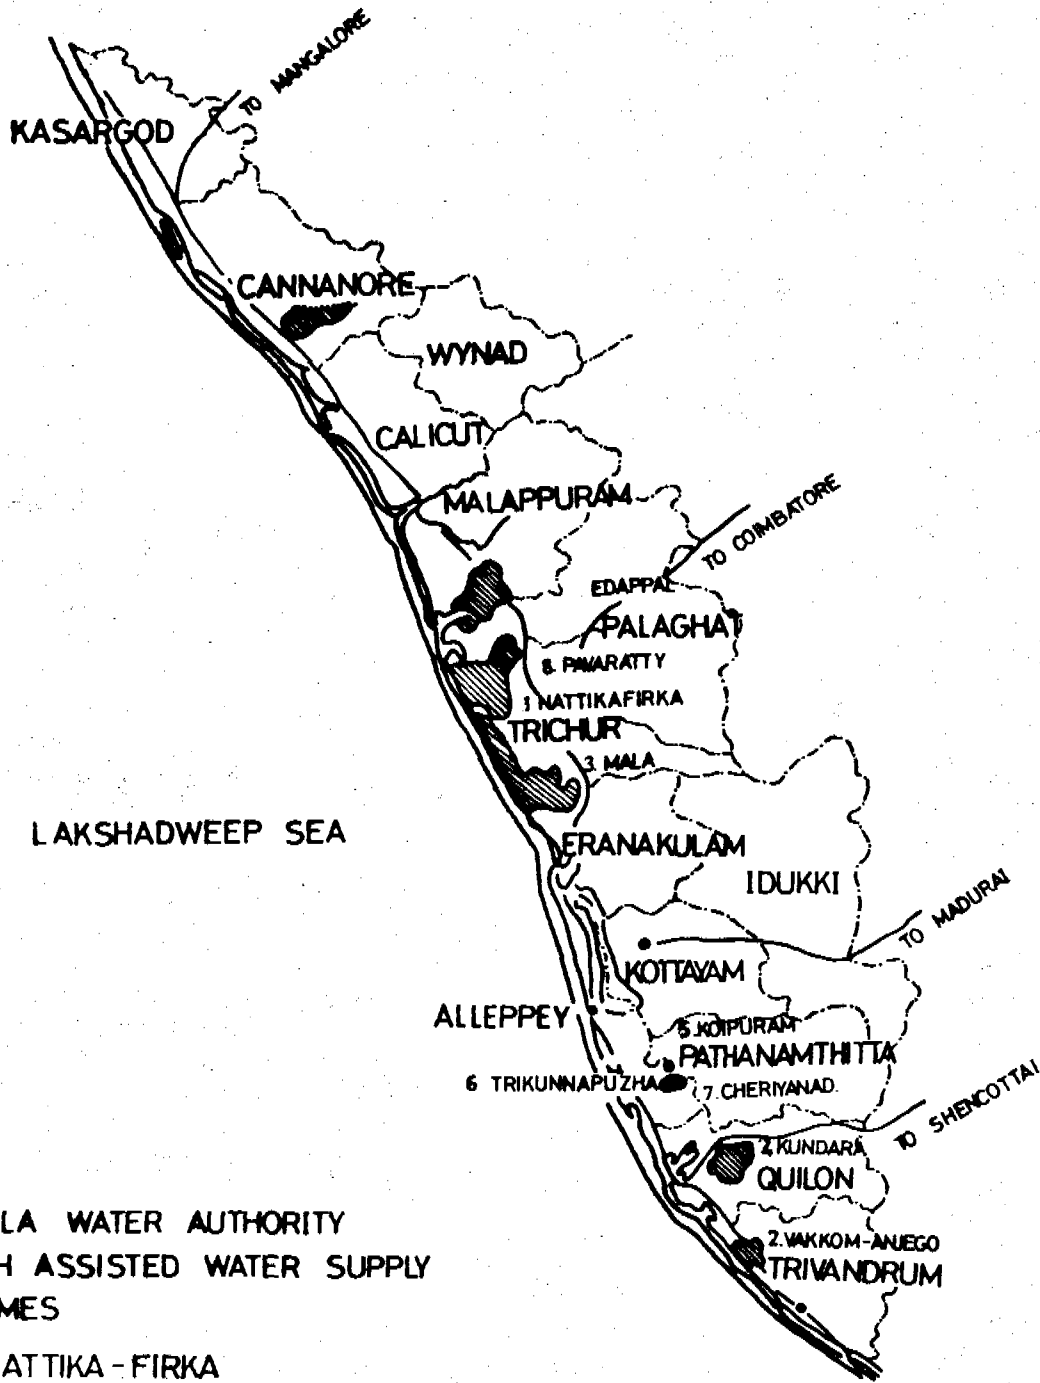 TO MANGALORE
KASARGOD
CANNANORE
WYNAD
CALICUT
MALAPPURAM
TO COIMBATORE
EDAPPAL
PALAGHAT
8. PAVARATTY
1 NATTIKAFIRKA
TRICHUR
3. MALA
LAKSHADWEEP SEA
ERANAKULAM
IDUKKI
TO MADURAI
KOTTAYAM
ALLEPPEY
5. KOIPURAM
PATHANAMTHITTA
6 TRIKUNNAPUZHA
7. CHERIYANAD.
TO SHENCOTTAI
2. KUNDARA
QUILON
LA WATER AUTHORITY
2. VAKKOM-ANJEGO
H ASSISTED WATER SUPPLY
TRIVANDRUM
MES
ATTIKA - FIRKA